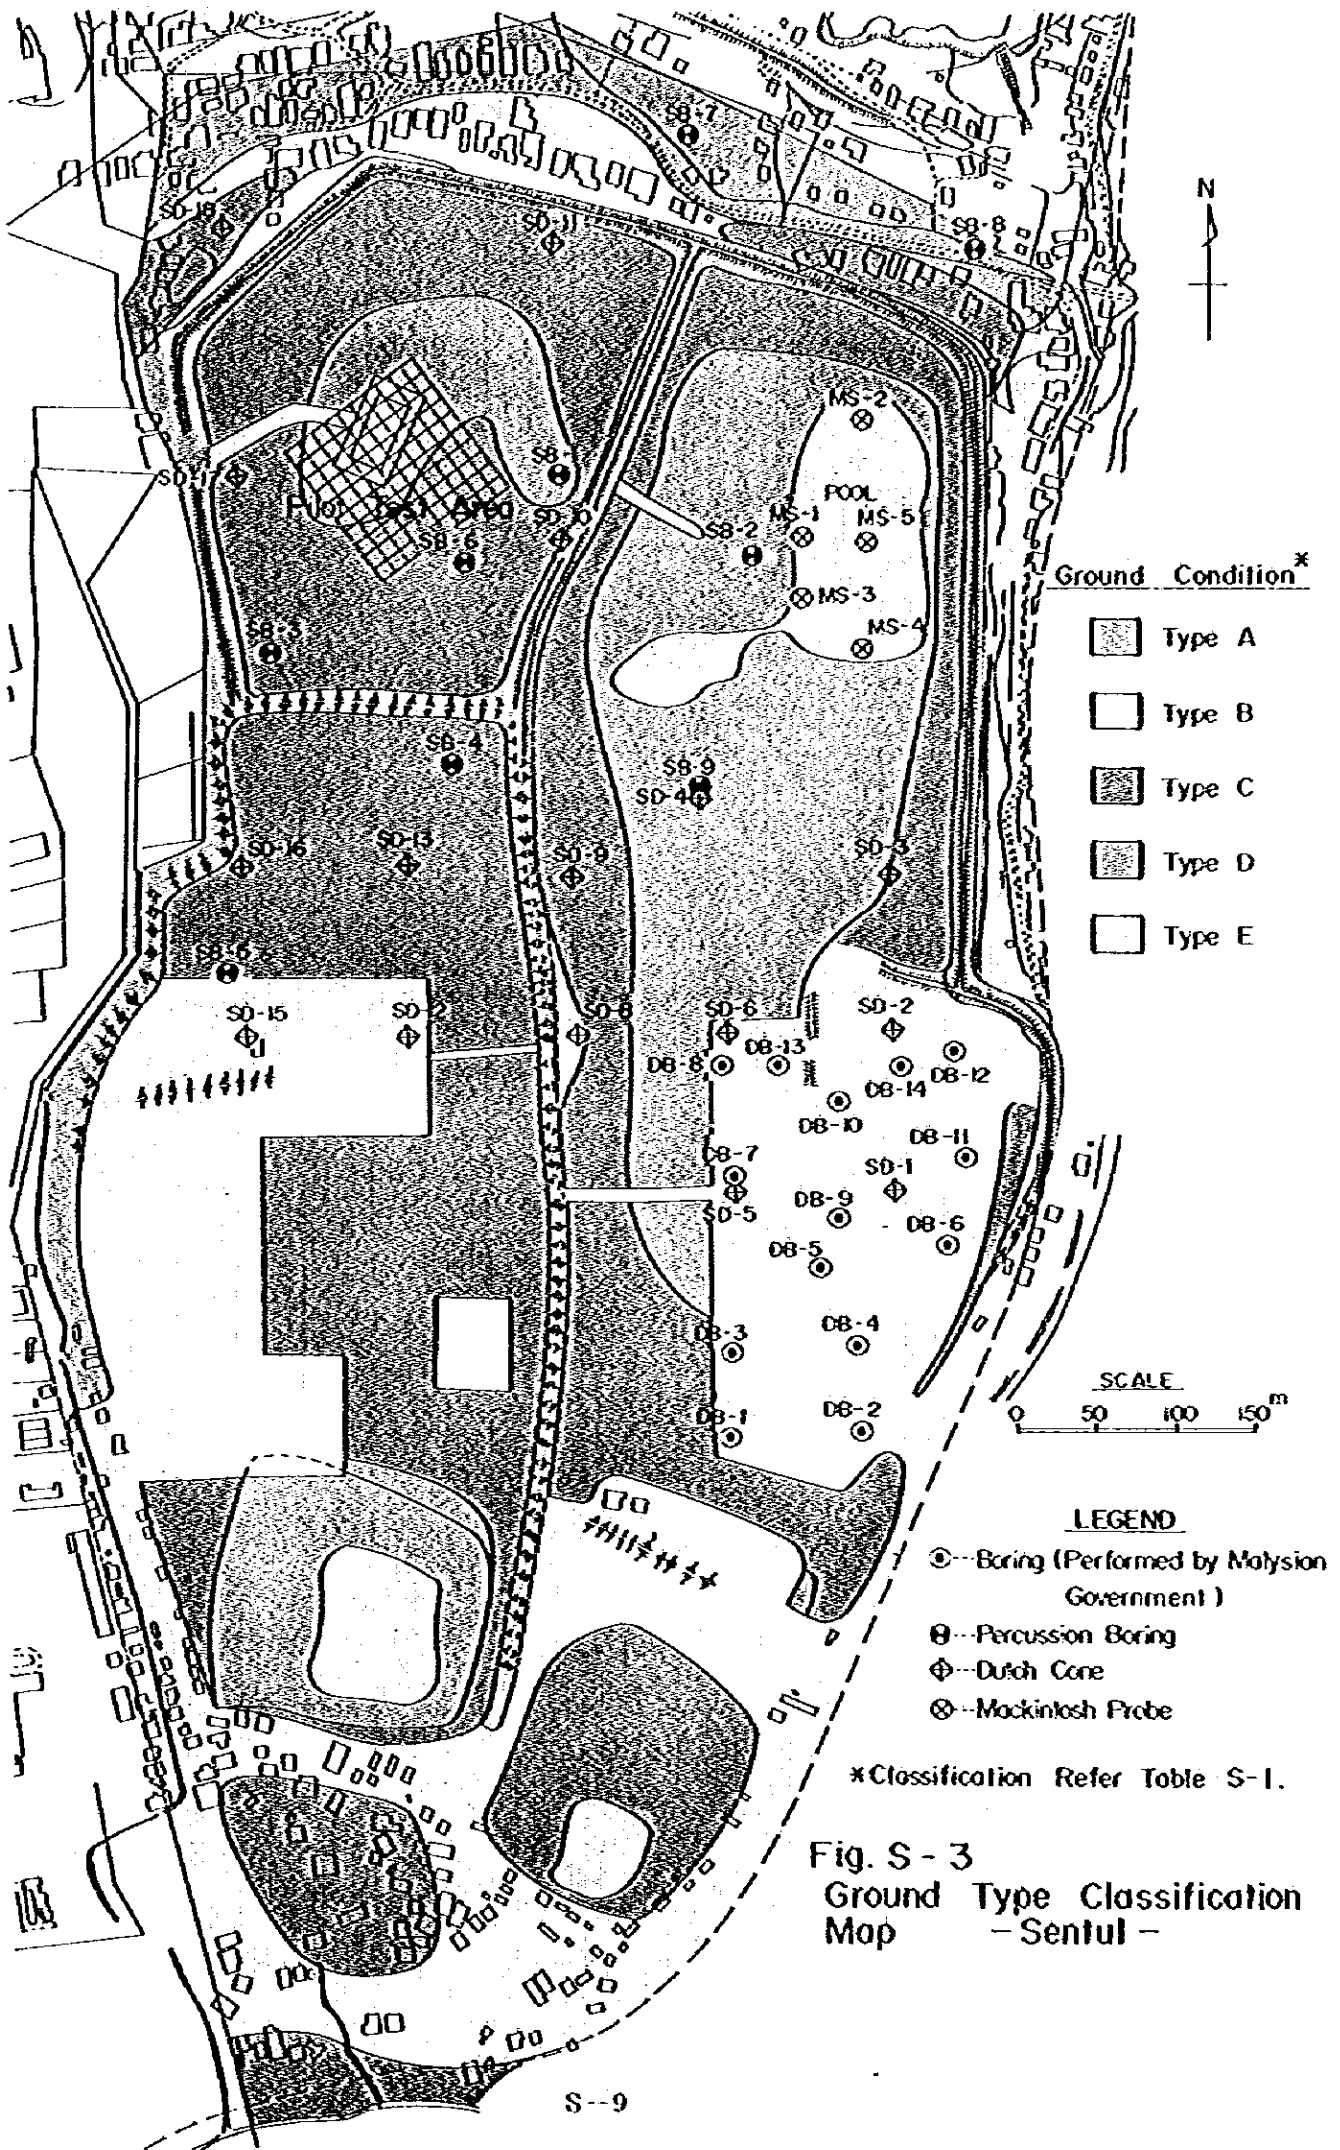 SB-7
SD-18
SD-11
SB-8
N
MS-2
SB-1
SD-1
POOL
Pilot Test Area
SD-10
SB-2
MS-1
MS-5
SB-6
Ground Condition*
MS-3
MS-4
Type A
SB-3
Type B
SB-4
SB-9
SD-4
Type C
SD-16
SD-13
SD-9
SD-3
Type D
Type E
SD-15
SD-8
SD-6
SD-2
DB-8
DB-13
DB-14
DB-12
DB-10
DB-11
DB-7
SD-1
SD-5
DB-9
DB-6
DB-5
DB-3
DB-4
SCALE
0 50 100 150m
DB-1
DB-2
LEGEND
Boring (Performed by Malysian
Government)
Percussion Boring
Dutch Cone
Mackintosh Probe
*Classification Refer Table S-1.
Fig. S-3
Ground Type Classification
Map -Sentul-
S--9